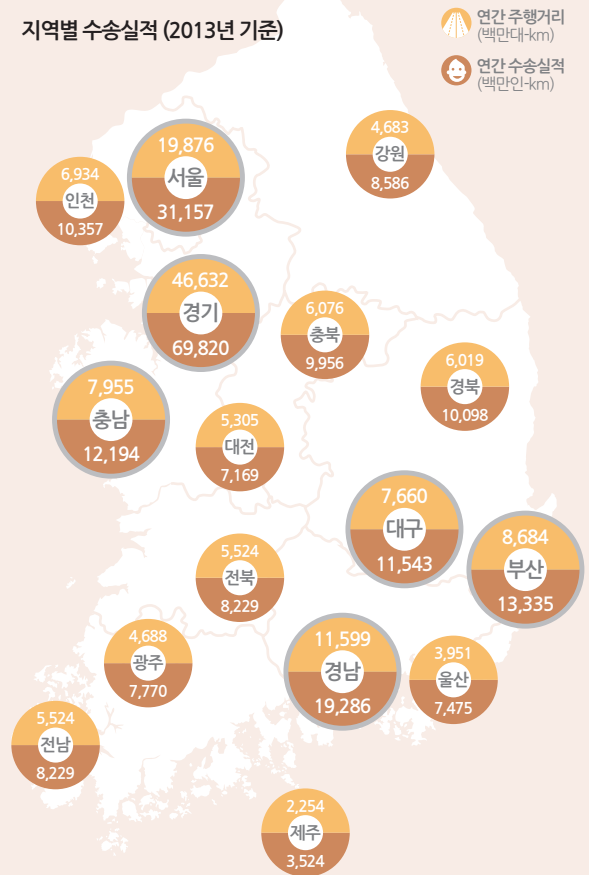 지역별 수송실적 (2013년 기준)
연간 주행거리
(백만대-km)
연간 수송실적
(백만인-km)
4,683
강원
8,586
19,876
서울
31,157
6,934
인천
10,357
46,632
경기
69,820
6,076
충북
9,956
6,019
경북
10,098
7,955
충남
12,194
5,305
대전
7,169
7,660
대구
11,543
8,684
부산
13,335
5,524
전북
8,229
4,688
광주
7,770
11,599
경남
19,286
3,951
울산
7,475
5,524
전남
8,229
2,254
제주
3,524